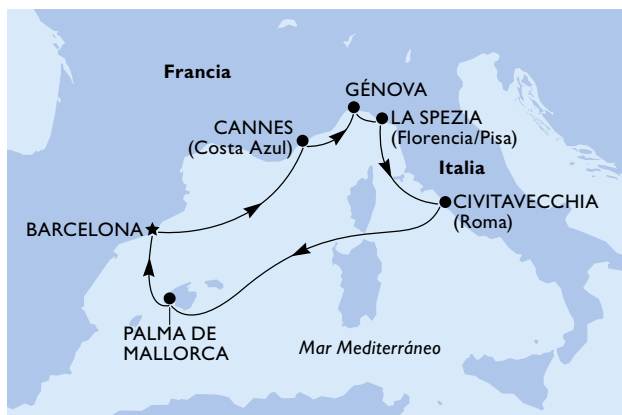 Francia
GÉNOVA
CANNES
(Costa Azul)
LA SPEZIA
(Florencia/Pisa)
Italia
CIVITAVECCHIA
(Roma)
BARCELONA
PALMA DE
MALLORCA
Mar Mediterráneo